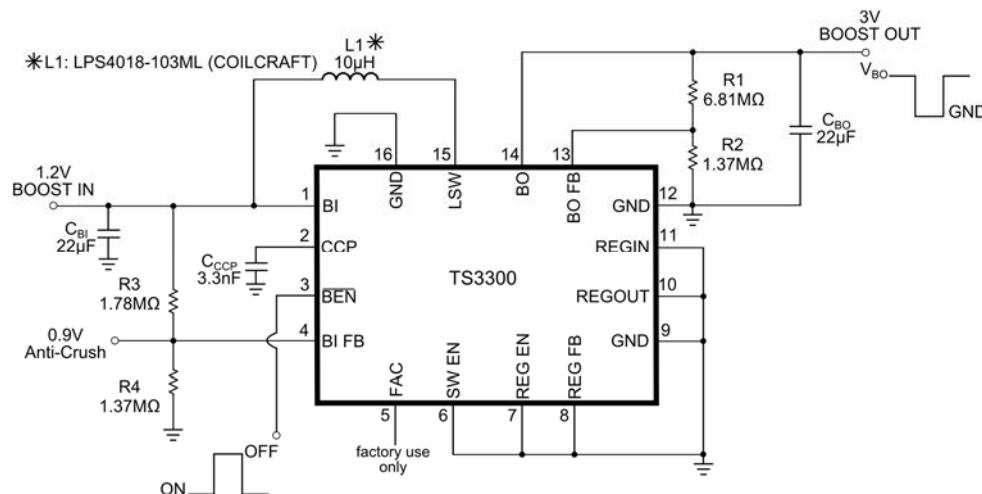 3V
BOOST OUT
V_BO
GND
L1✳
10µH
✳L1: LPS4018-103ML (COILCRAFT)
R1
6.81MΩ
C_BO
22µF
R2
1.37MΩ
16
15
14
13
GND
LSW
BO
BO FB
1.2V
BOOST IN
1
BI
GND
12
C_BI
22µF
2
CCP
REGIN
11
C_CCP
3.3nF
TS3300
R3
1.78MΩ
3
B̅E̅N̅
REGOUT
10
0.9V
Anti-Crush
4
BI FB
GND
9
R4
1.37MΩ
FAC
SW EN
REG EN
REG FB
5
6
7
8
factory use
only
OFF
ON